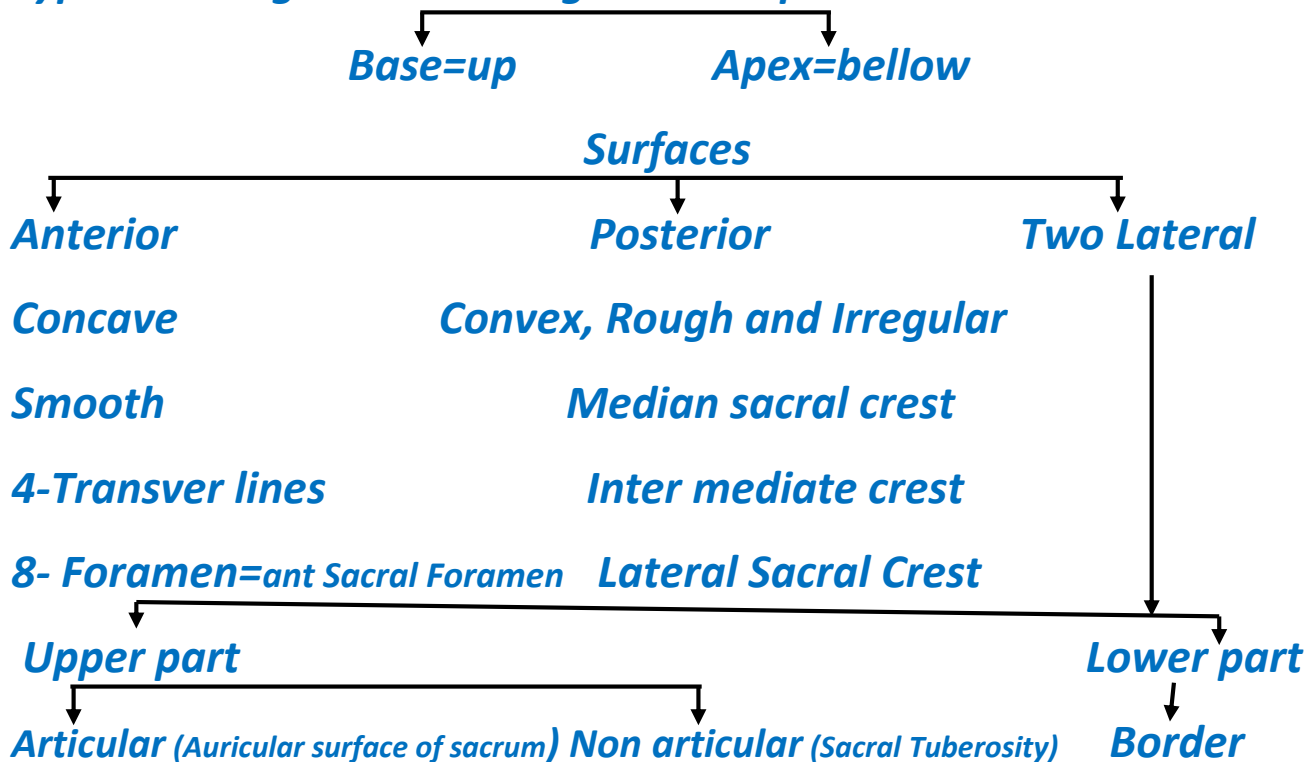 Base=up Apex=bellow
Surfaces
Anterior Posterior Two Lateral
Concave Convex, Rough and Irregular
Smooth Median sacral crest
4-Transver lines Inter mediate crest
8- Foramen=ant Sacral Foramen Lateral Sacral Crest
Upper part Lower part
Articular (Auricular surface of sacrum) Non articular (Sacral Tuberosity) Border